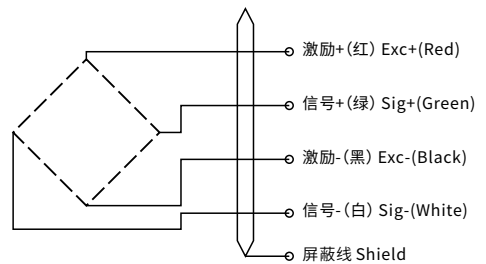 激励+(红) Exc+(Red)
信号+(绿) Sig+(Green)
激励-(黑) Exc-(Black)
信号-(白) Sig-(White)
屏蔽线 Shield